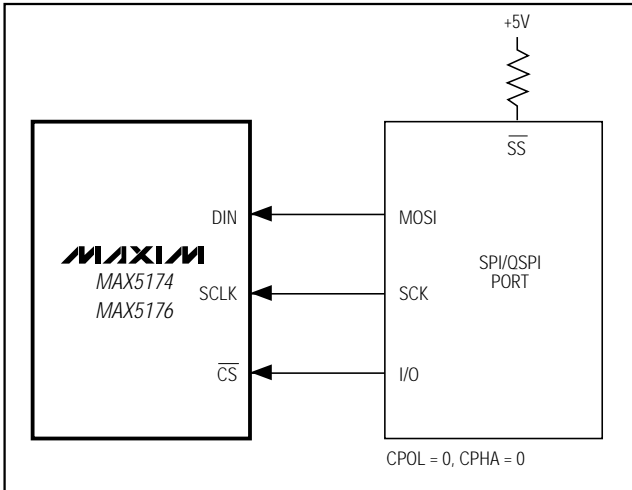 +5V
SS
DIN
MOSI
MAXIM
MAX5174
MAX5176
SPI/QSPI
PORT
SCLK
SCK
CS
I/O
CPOL = 0, CPHA = 0